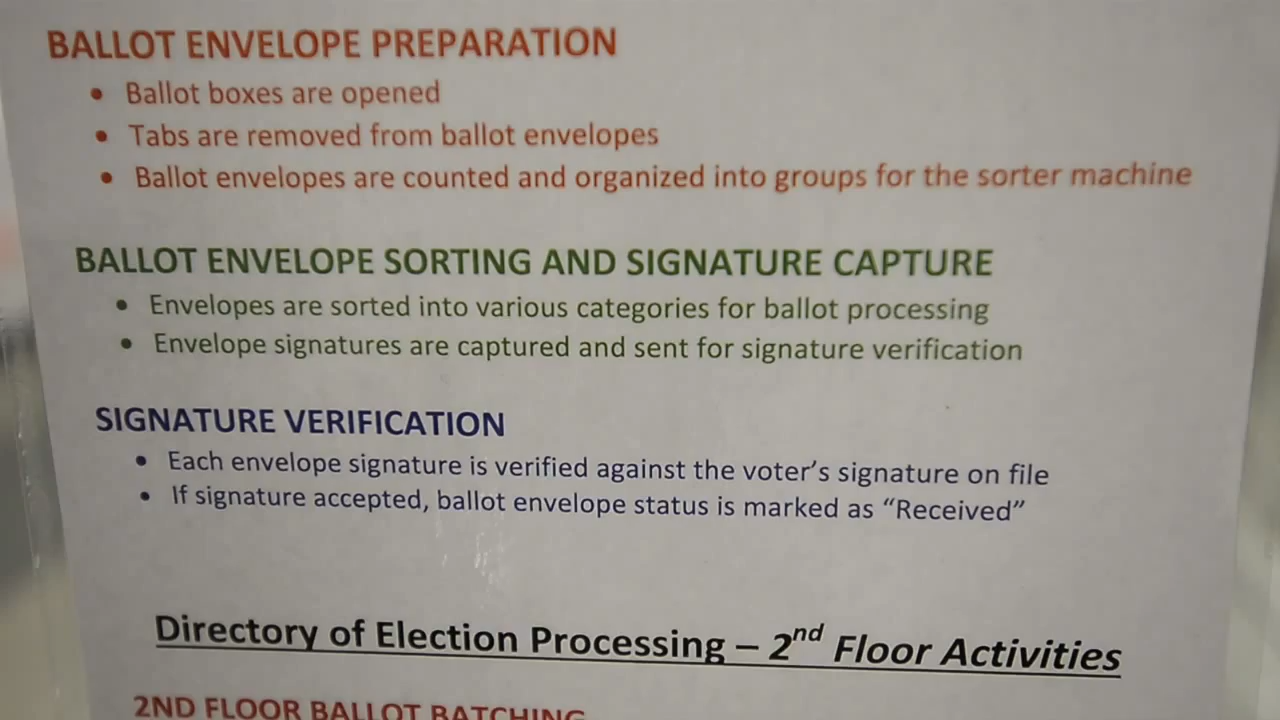 BALLOT ENVELOPE PREPARATION
• Ballot boxes are opened
• Tabs are removed from ballot envelopes
• Ballot envelopes are counted and organized into groups for the sorter machine
BALLOT ENVELOPE SORTING AND SIGNATURE CAPTURE
• Envelopes are sorted into various categories for ballot processing
• Envelope signatures are captured and sent for signature verification
SIGNATURE VERIFICATION
• Each envelope signature is verified against the voter’s signature on file
• If signature accepted, ballot envelope status is marked as “Received”
Directory of Election Processing – 2nd Floor Activities
2ND FLOOR BALLOT BATCHING